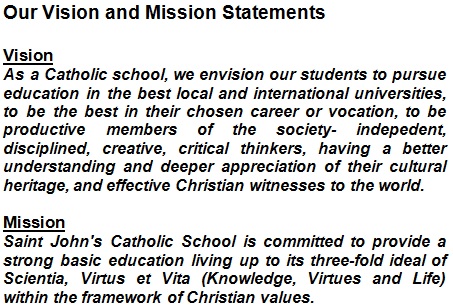 Our Vision and Mission Statements
Vision
As a Catholic school, we envision our students to pursue
education in the best local and international universities,
to be the best in their chosen career or vocation, to be
productive members of the society- indepedent,
disciplined, creative, critical thinkers, having a better
understanding and deeper appreciation of their cultural
heritage, and effective Christian witnesses to the world.
Mission
Saint John's Catholic School is committed to provide a
strong basic education living up to its three-fold ideal of
Scientia, Virtus et Vita (Knowledge, Virtues and Life)
within the framework of Christian values.